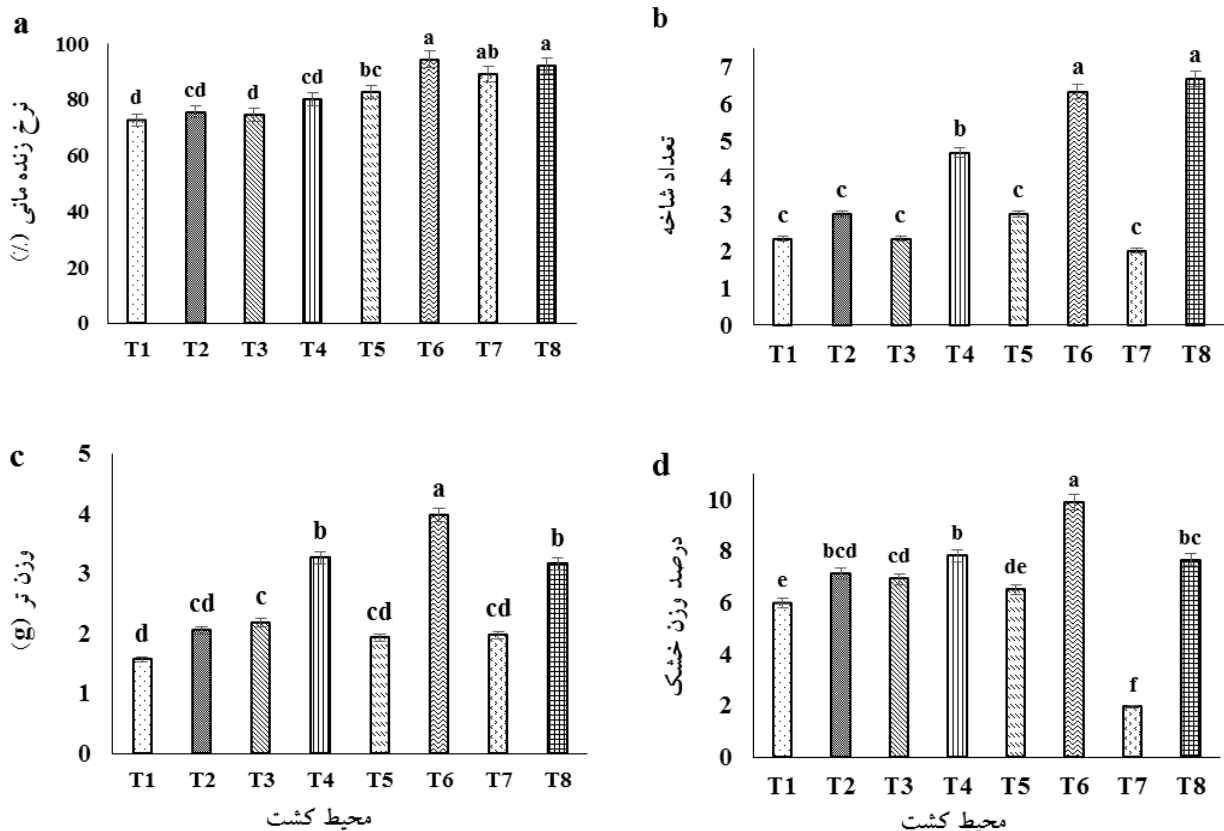 a
نرخ زنده مانی (٪)
100
80
60
40
20
0
d
cd
d
cd
bc
a
ab
a
T1 T2 T3 T4 T5 T6 T7 T8
b
تعداد شاخه
7
6
5
4
3
2
1
0
c
c
c
b
c
a
c
a
T1 T2 T3 T4 T5 T6 T7 T8
c
وزن تر (g)
5
4
3
2
1
0
d
cd
c
b
cd
a
cd
b
T1 T2 T3 T4 T5 T6 T7 T8
محیط کشت
d
درصد وزن خشک
10
8
6
4
2
0
e
bcd
cd
b
de
a
f
bc
T1 T2 T3 T4 T5 T6 T7 T8
محیط کشت